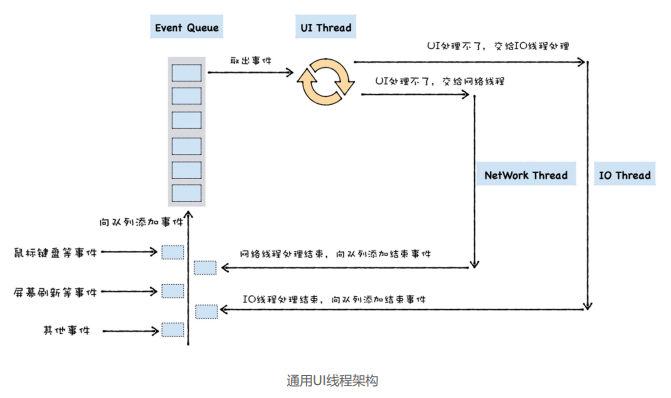 Event Queue
UI Thread
取出事件
UI处理不了，交给IO线程处理
UI处理不了，交给网络线程
NetWork Thread
IO Thread
向队列添加事件
鼠标键盘等事件
网络线程处理结束，向队列添加结束事件
屏幕刷新等事件
IO线程处理结束，向队列添加结束事件
其他事件
通用UI线程架构